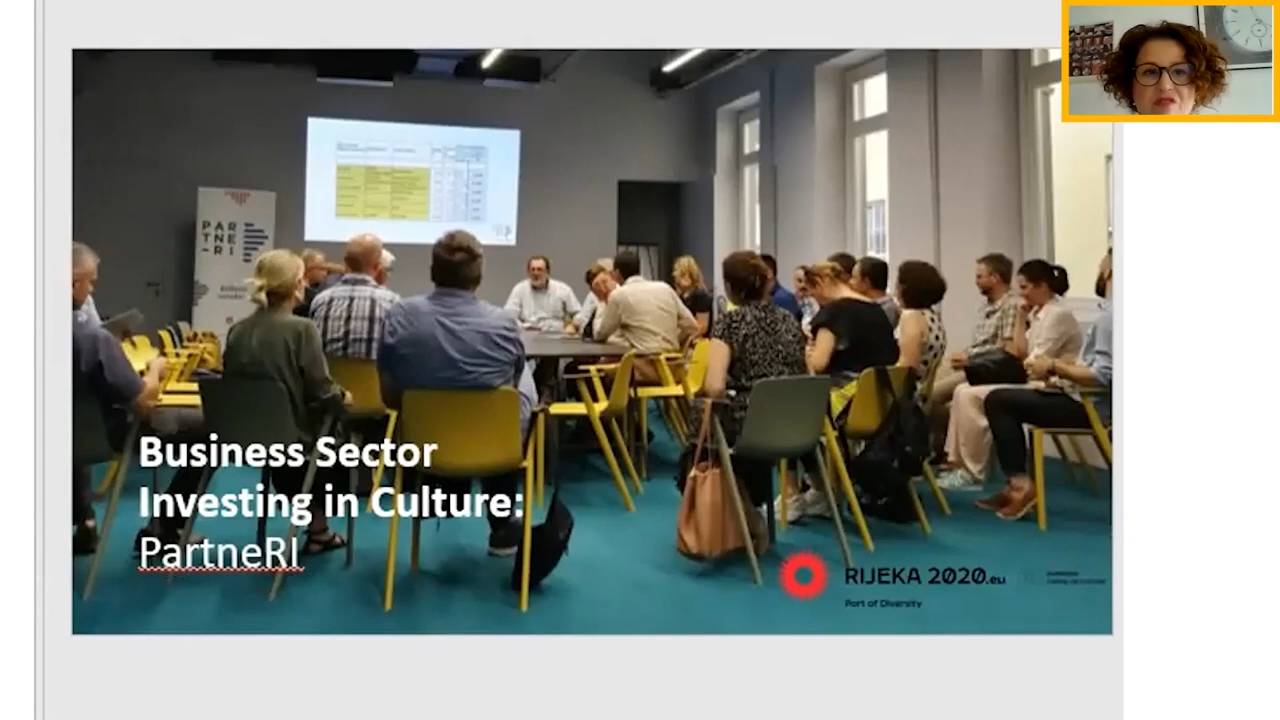 PAR
TNE
RI
Business Sector
Investing in Culture:
PartneRI
RIJEKA 2020.eu
Port of Diversity